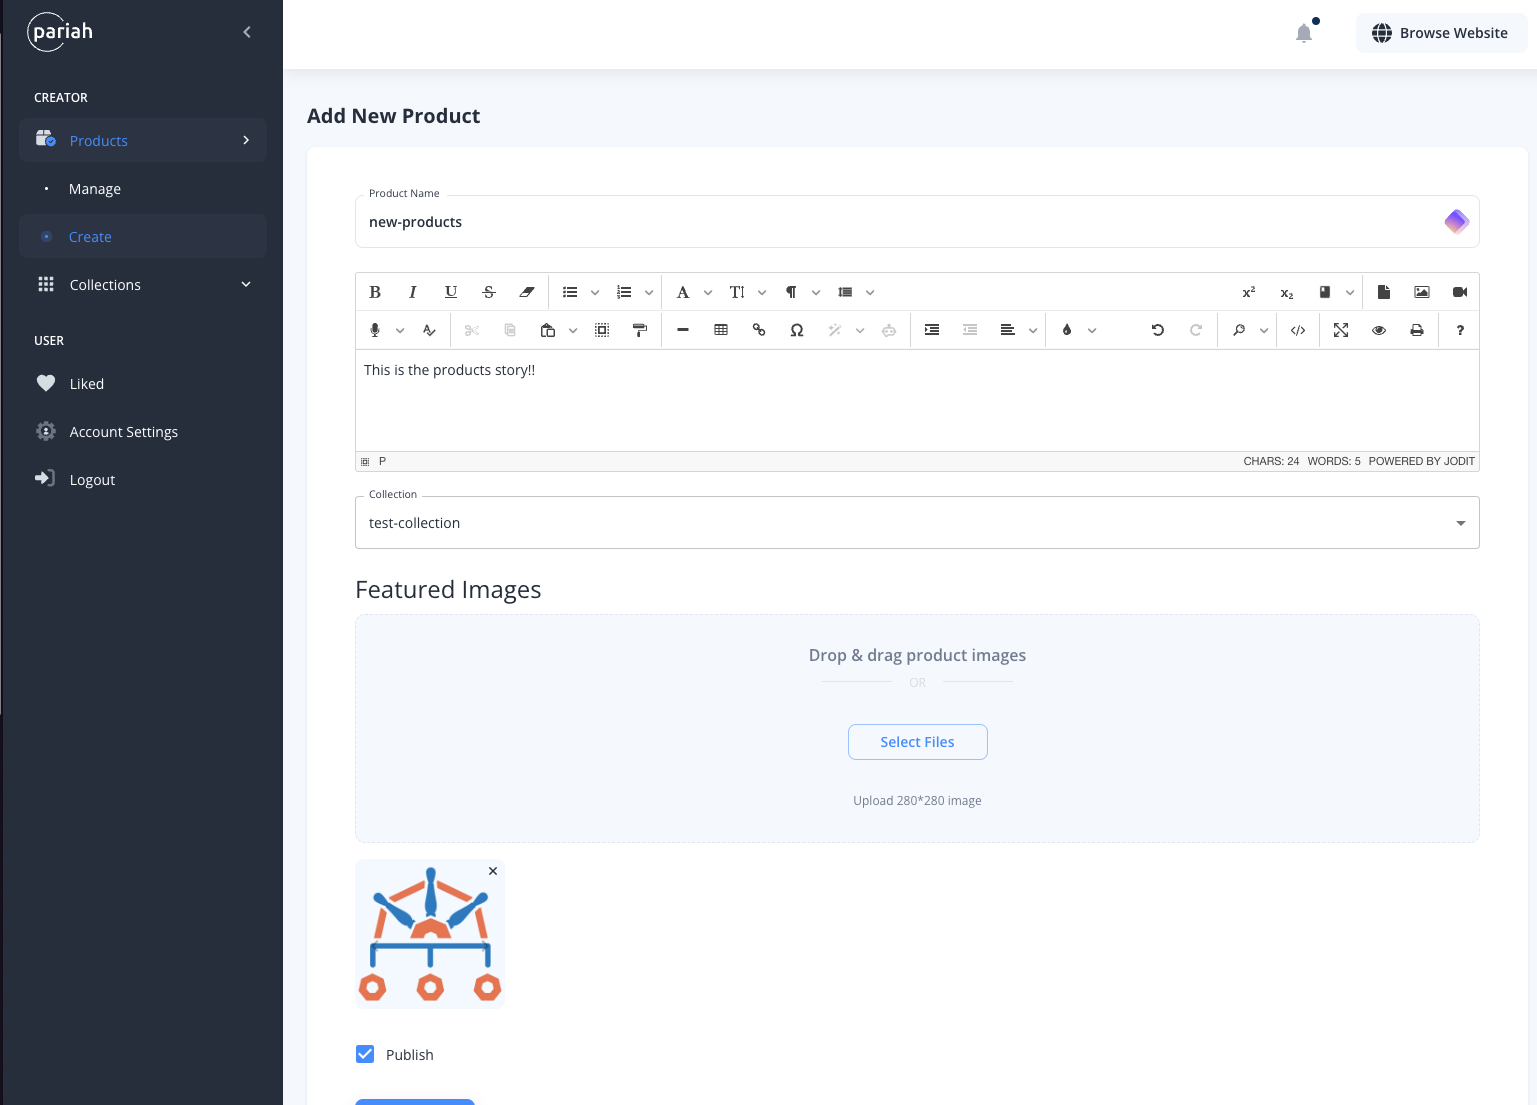 pariah
Browse Website
CREATOR
Products
Manage
Create
Collections
USER
Liked
Account Settings
Logout
Add New Product
Product Name
new-products
This is the products story!!
P
CHARS: 24 WORDS: 5 POWERED BY JODIT
Collection
test-collection
Featured Images
Drop & drag product images
OR
Select Files
Upload 280*280 image
Publish